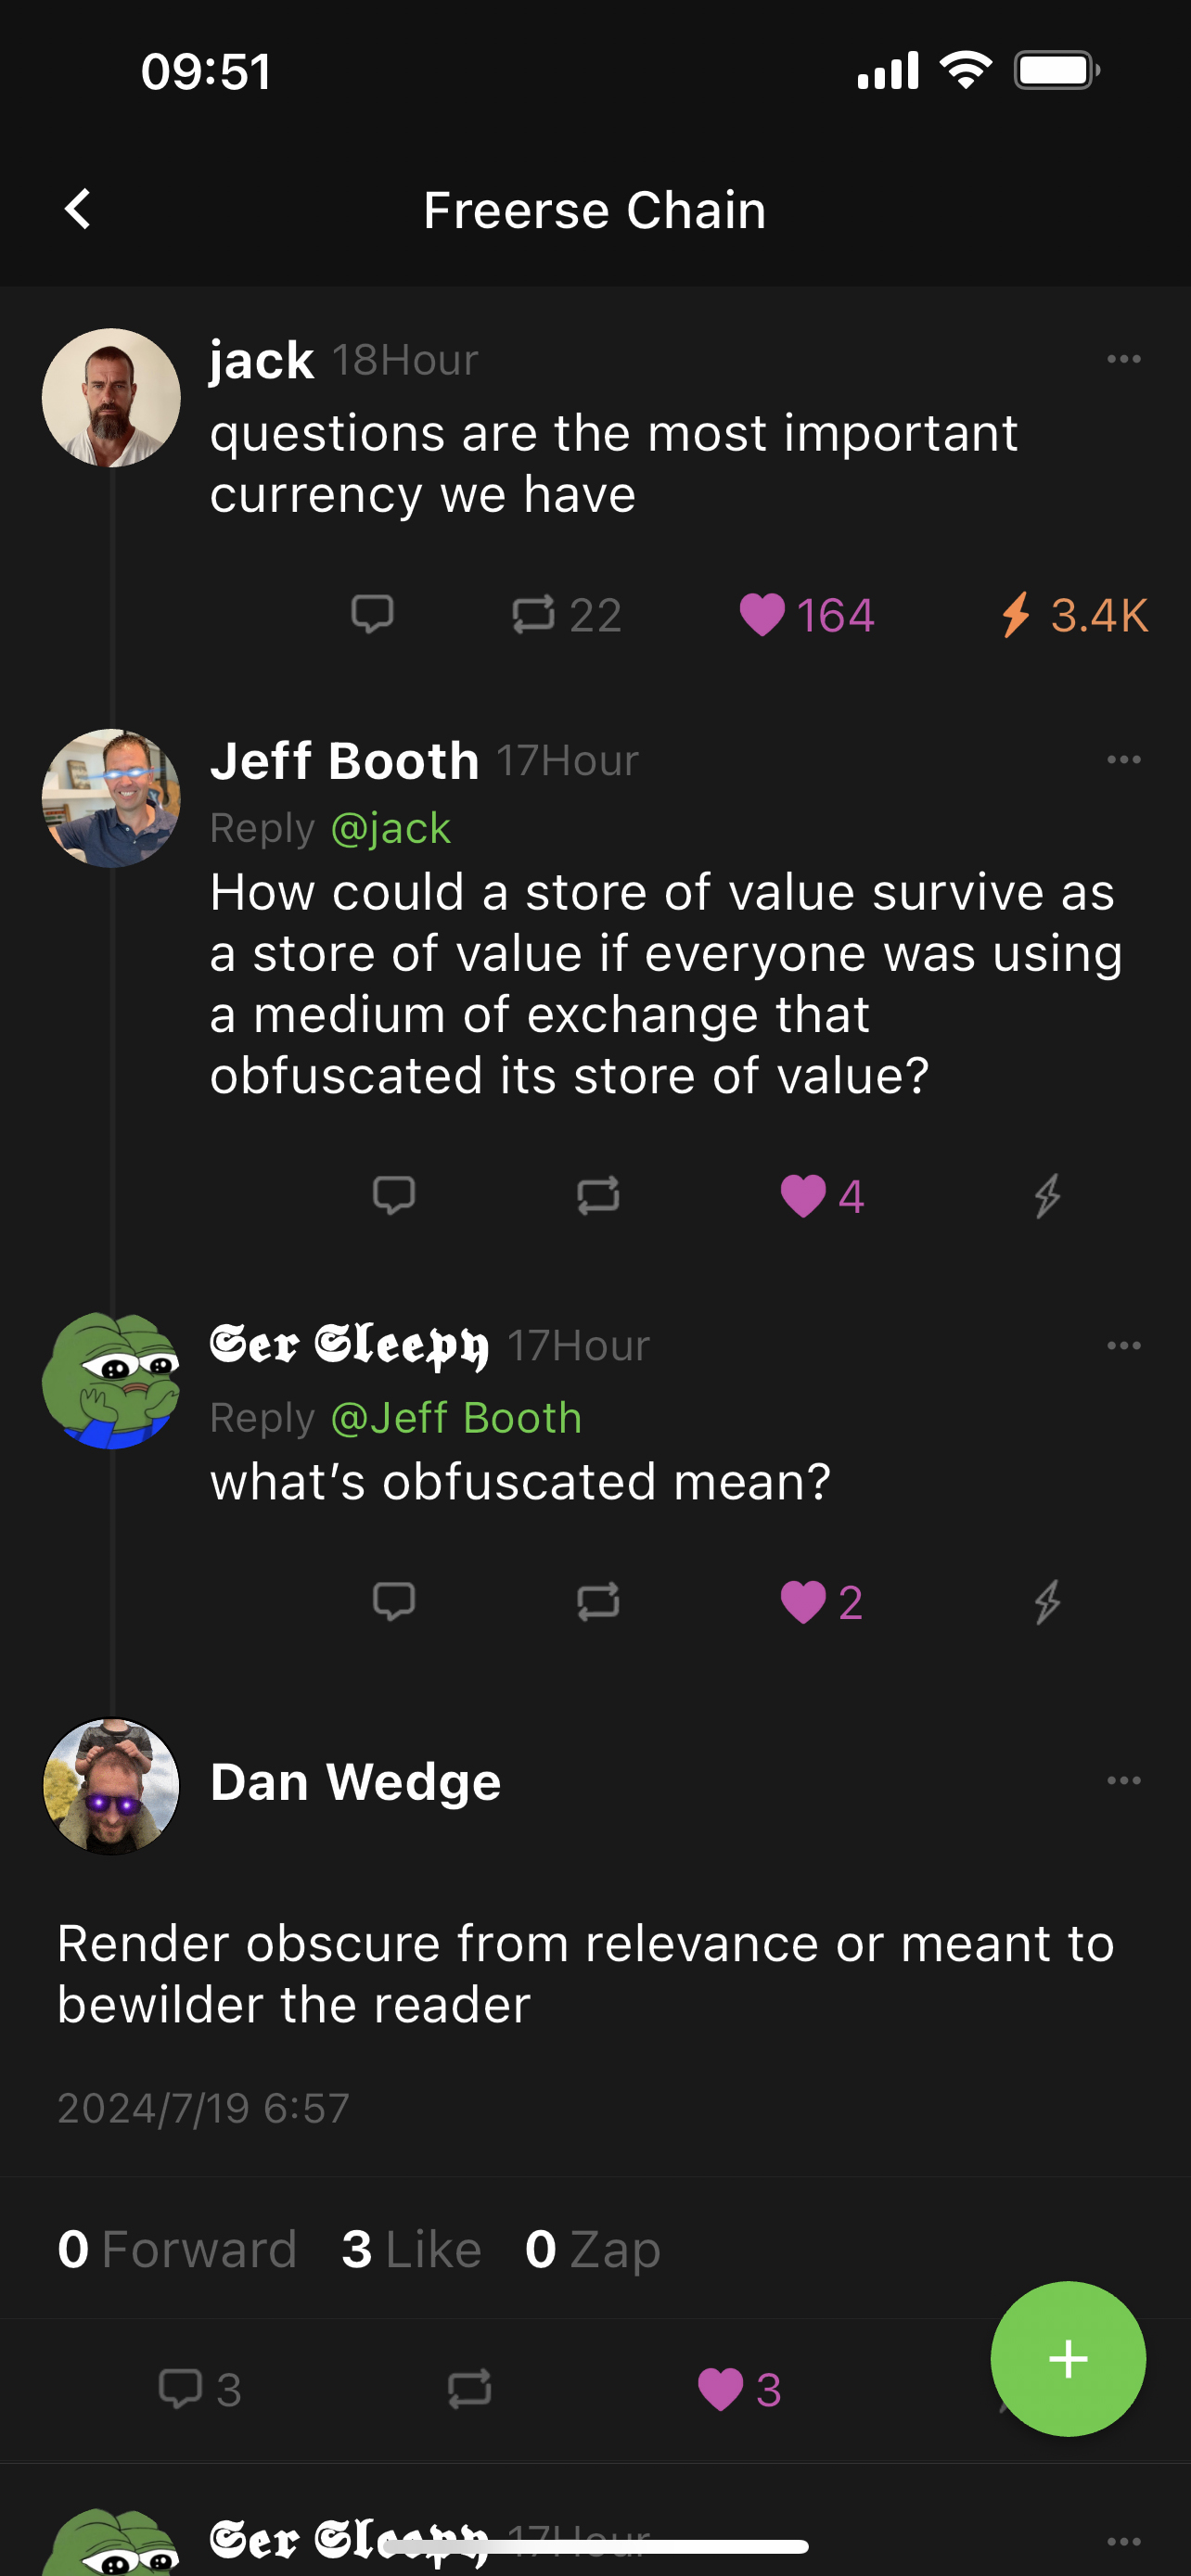 09:51
Freerse Chain
jack 18Hour
questions are the most important
currency we have
22 164 3.4K
Jeff Booth 17Hour
Reply @jack
How could a store of value survive as
a store of value if everyone was using
a medium of exchange that
obfuscated its store of value?
4
𝕾𝖊𝖗 𝕾𝖑𝖊𝖊𝖕𝖞 17Hour
Reply @Jeff Booth
what’s obfuscated mean?
2
Dan Wedge
Render obscure from relevance or meant to
bewilder the reader
2024/7/19 6:57
0 Forward 3 Like 0 Zap
3 3
𝕾𝖊𝖗 𝕾𝖑𝖊𝖊𝖕𝖞 17Hour